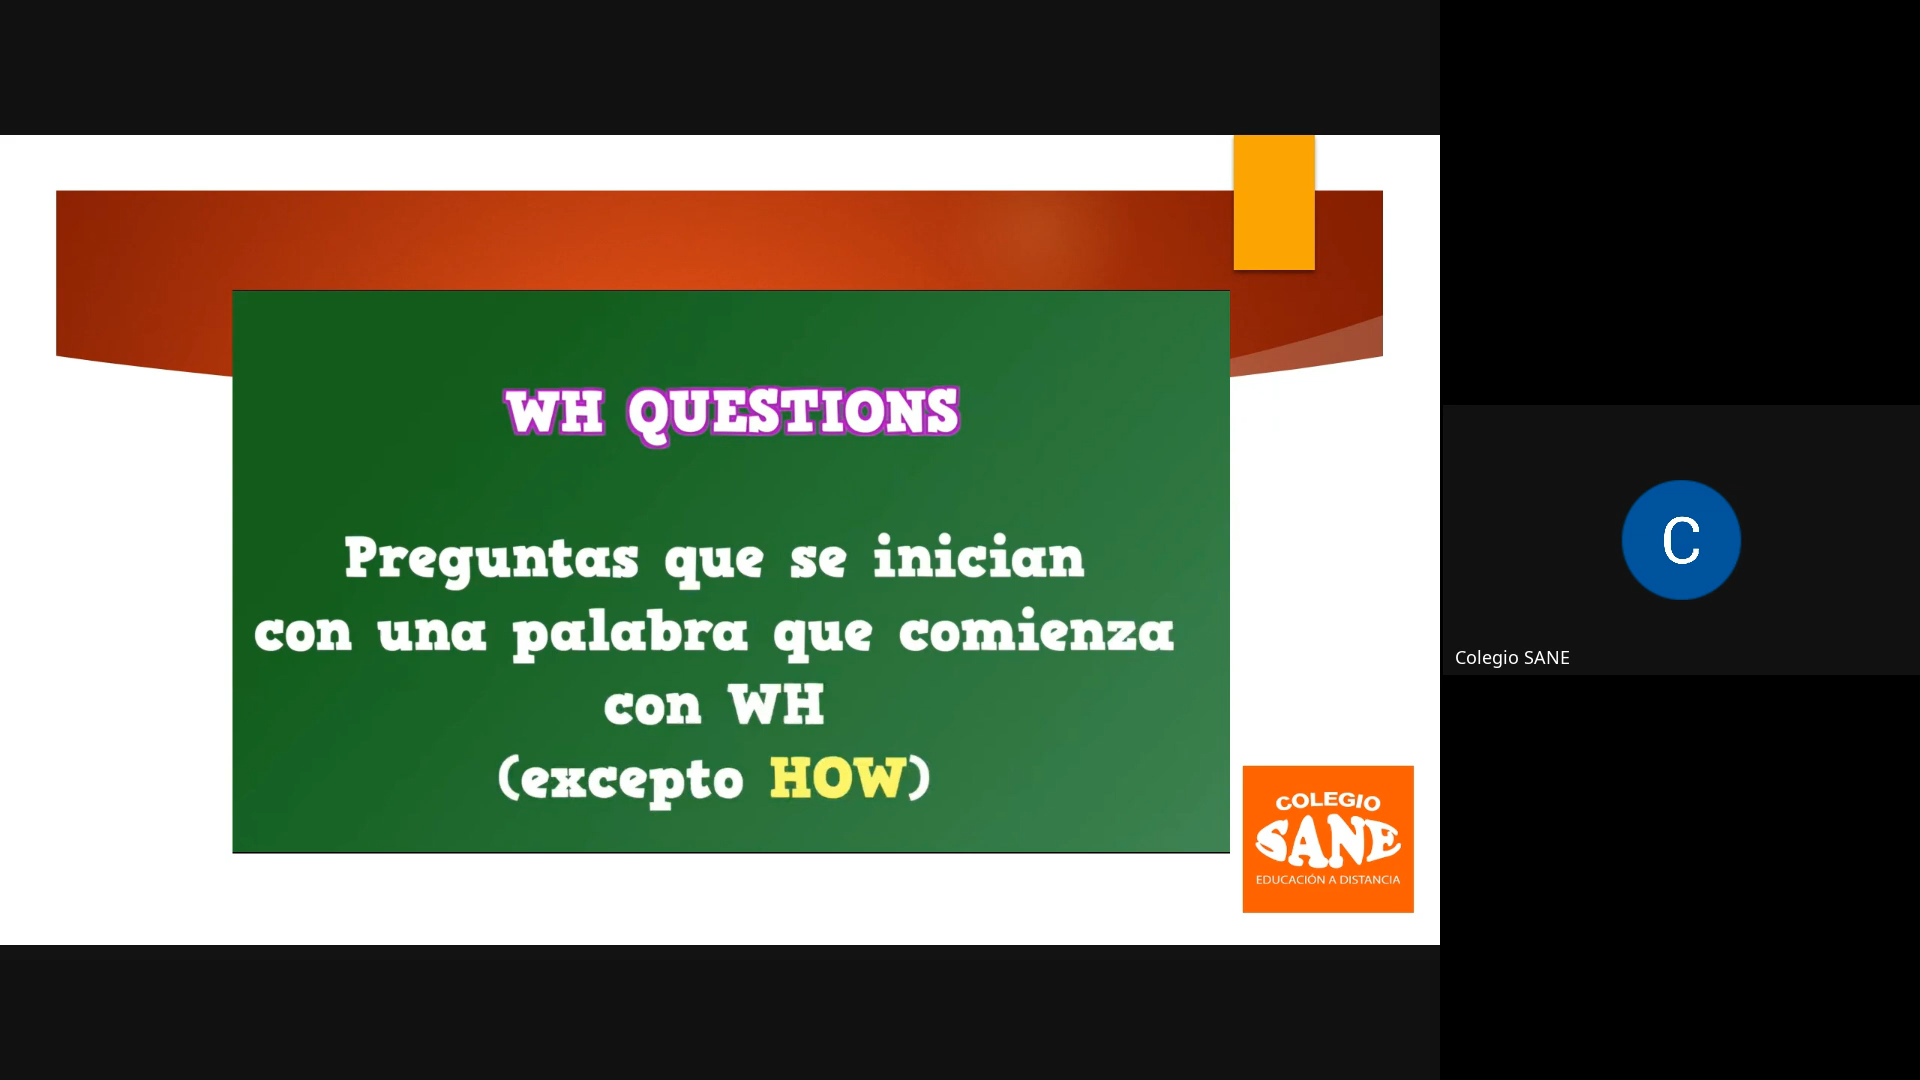 WH QUESTIONS
Preguntas que se inician
con una palabra que comienza
con WH
(excepto HOW)
COLEGIO
SANE
EDUCACIÓN A DISTANCIA
C
Colegio SANE